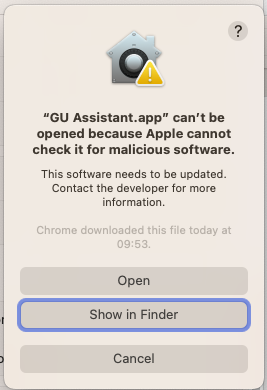 ?
“GU Assistant.app” can’t be
opened because Apple cannot
check it for malicious software.
This software needs to be updated.
Contact the developer for more
information.
Chrome downloaded this file today at
09:53.
Open
Show in Finder
Cancel